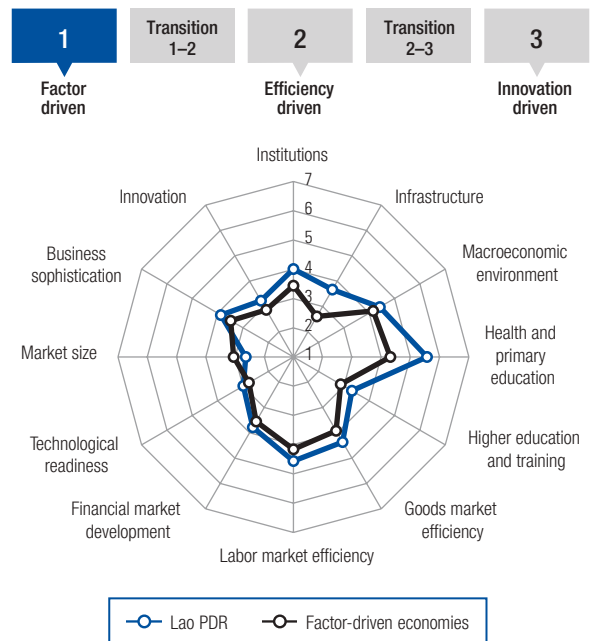 1
Transition
1–2
2
Transition
2–3
3
Factor
driven
Efficiency
driven
Innovation
driven
Institutions
7
6
5
4
3
2
1
Infrastructure
Macroeconomic
environment
Health and
primary
education
Higher education
and training
Goods market
efficiency
Labor market efficiency
Financial market
development
Technological
readiness
Market size
Business
sophistication
Innovation
Lao PDR
Factor-driven economies